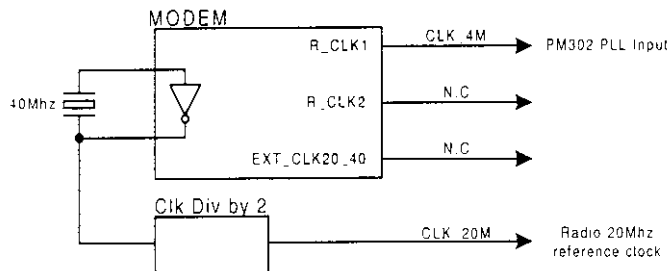 MODEM
R_CLK1
CLK_4M
PM302 PLL Input
40Mhz
R_CLK2
N.C
EXT_CLK20_40
N.C
Clk Div by 2
CLK_20M
Radio 20Mhz
reference clock